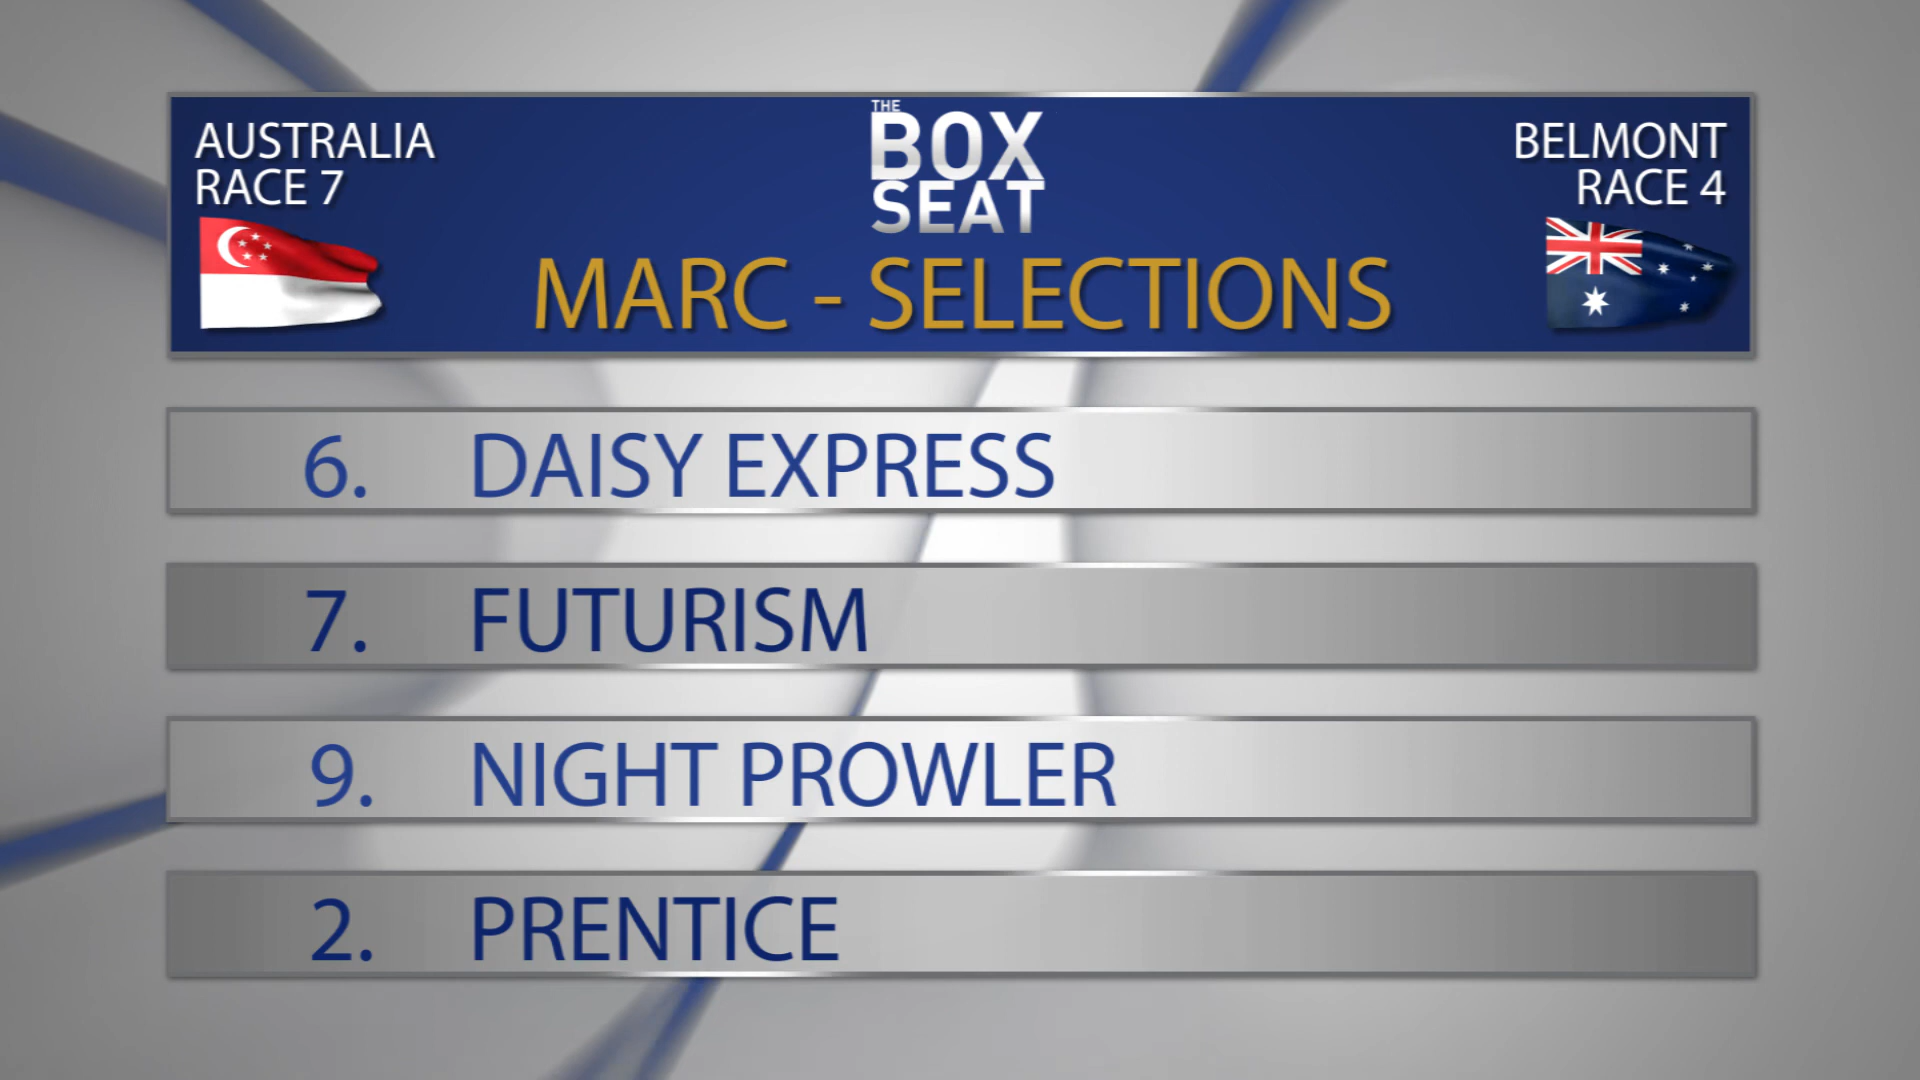 AUSTRALIA
RACE 7
THE
BOX
SEAT
BELMONT
RACE 4
MARC - SELECTIONS
6. DAISY EXPRESS
7. FUTURISM
9. NIGHT PROWLER
2. PRENTICE